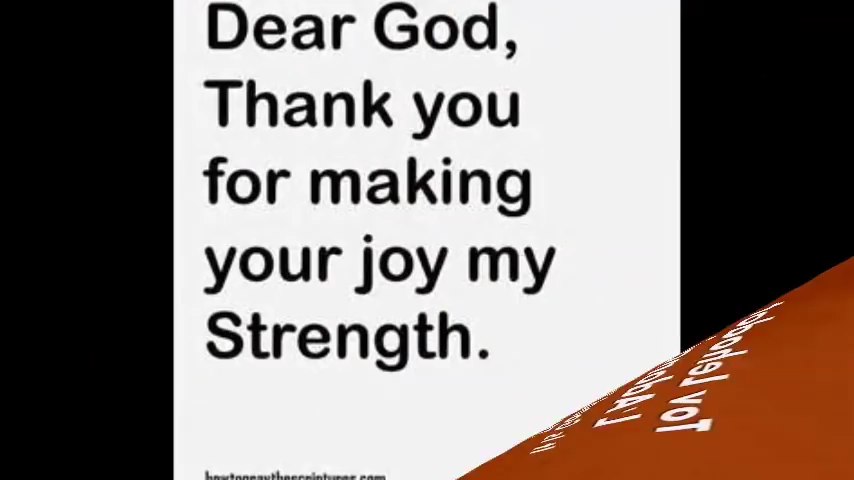 Dear God,
Thank you
for making
your joy my
Strength.
howtopraythescriptures.com